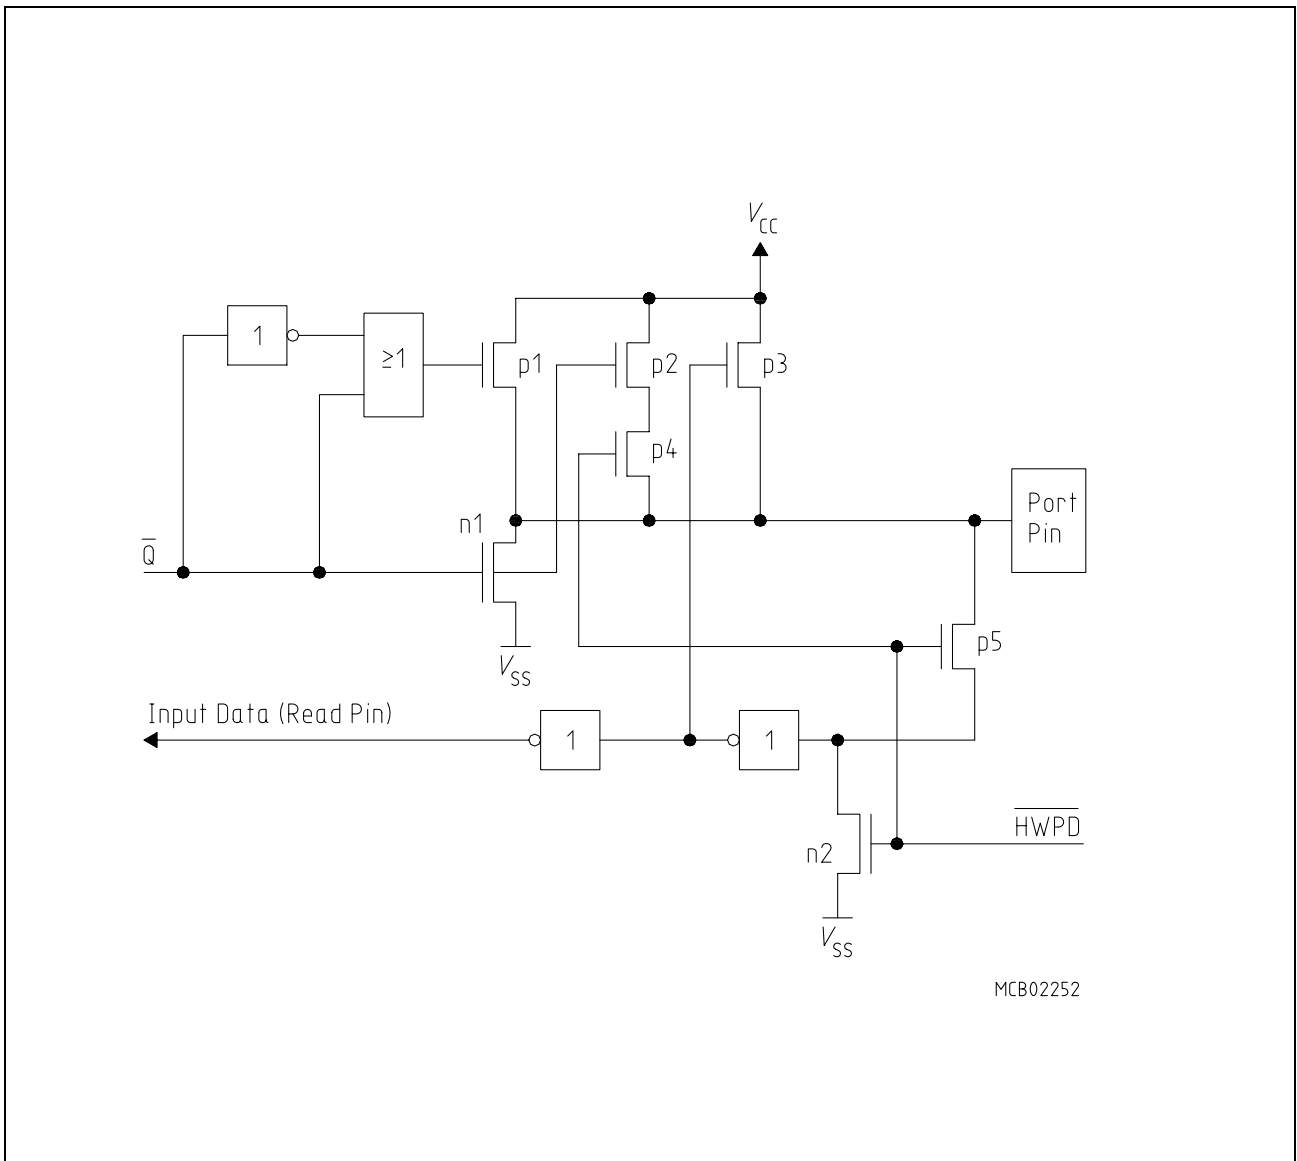 V_CC
1
≥1
p1
p2
p3
p4
n1
Port
Pin
Q̅
p5
V_SS
Input Data (Read Pin)
1
1
H̅W̅P̅D̅
n2
V_SS
MCB02252